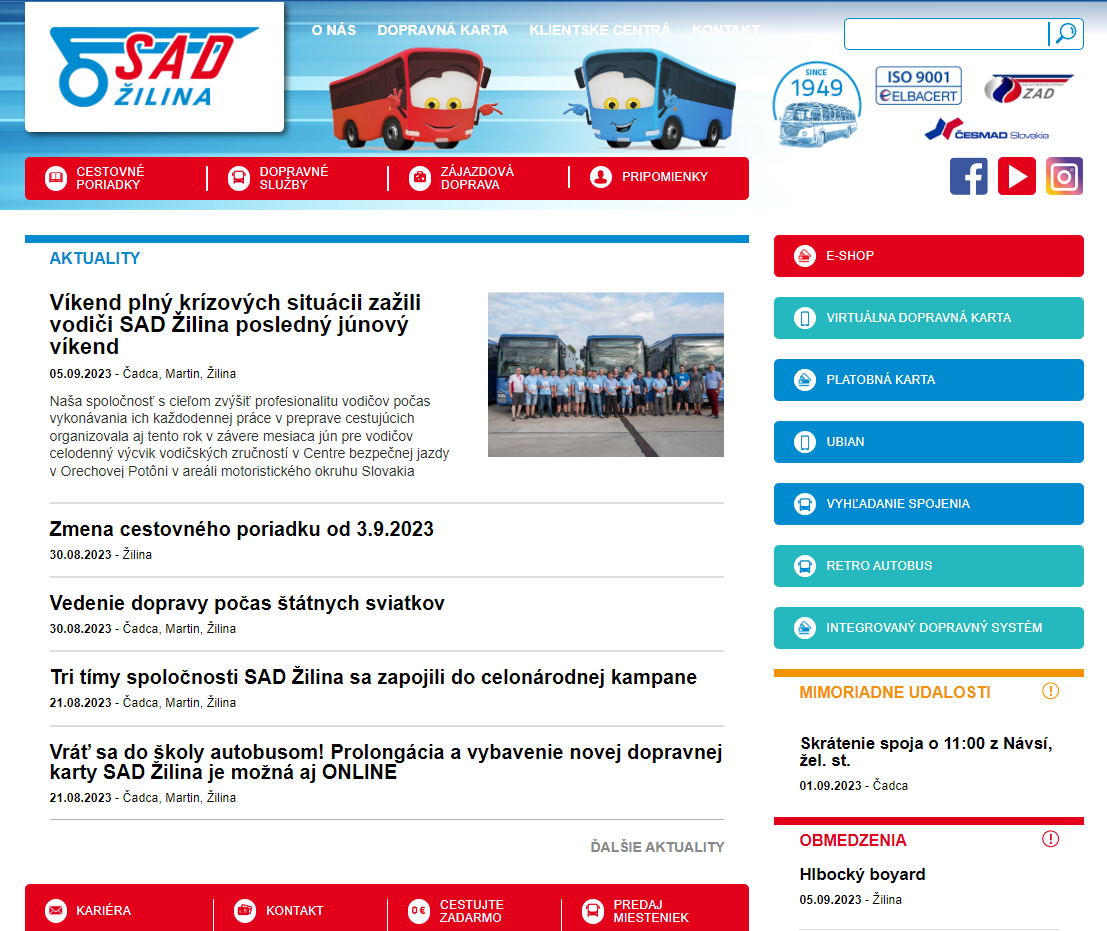 SAD
ŽILINA
O NÁS
DOPRAVNÁ KARTA
KLIENTSKE CENTRÁ
KONTAKT
SINCE
1949
ISO 9001
ELBACERT
ZAD
ČESMAD Slovakia
CESTOVNÉ
PORIADKY
DOPRAVNÉ
SLUŽBY
ZÁJAZDOVÁ
DOPRAVA
PRIPOMIENKY
AKTUALITY
Víkend plný krízových situácii zažili
vodiči SAD Žilina posledný júnový
víkend
05.09.2023 - Čadca, Martin, Žilina
Naša spoločnosť s cieľom zvýšiť profesionalitu vodičov počas
vykonávania ich každodennej práce v preprave cestujúcich
organizovala aj tento rok v závere mesiaca jún pre vodičov
celodenný výcvik vodičských zručností v Centre bezpečnej jazdy
v Orechovej Potôni v areáli motoristického okruhu Slovakia
Zmena cestovného poriadku od 3.9.2023
30.08.2023 - Žilina
Vedenie dopravy počas štátnych sviatkov
30.08.2023 - Čadca, Martin, Žilina
Tri tímy spoločnosti SAD Žilina sa zapojili do celonárodnej kampane
21.08.2023 - Čadca, Martin, Žilina
Vráť sa do školy autobusom! Prolongácia a vybavenie novej dopravnej
karty SAD Žilina je možná aj ONLINE
21.08.2023 - Čadca, Martin, Žilina
ĎALŠIE AKTUALITY
E-SHOP
VIRTUÁLNA DOPRAVNÁ KARTA
PLATOBNÁ KARTA
UBIAN
VYHĽADANIE SPOJENIA
RETRO AUTOBUS
INTEGROVANÝ DOPRAVNÝ SYSTÉM
MIMORIADNE UDALOSTI
Skrátenie spoja o 11:00 z Návsí,
žel. st.
01.09.2023 - Čadca
OBMEDZENIA
Hlbocký boyard
05.09.2023 - Žilina
KARIÉRA
KONTAKT
0 €
CESTUJTE
ZADARMO
PREDAJ
MIESTENIEK